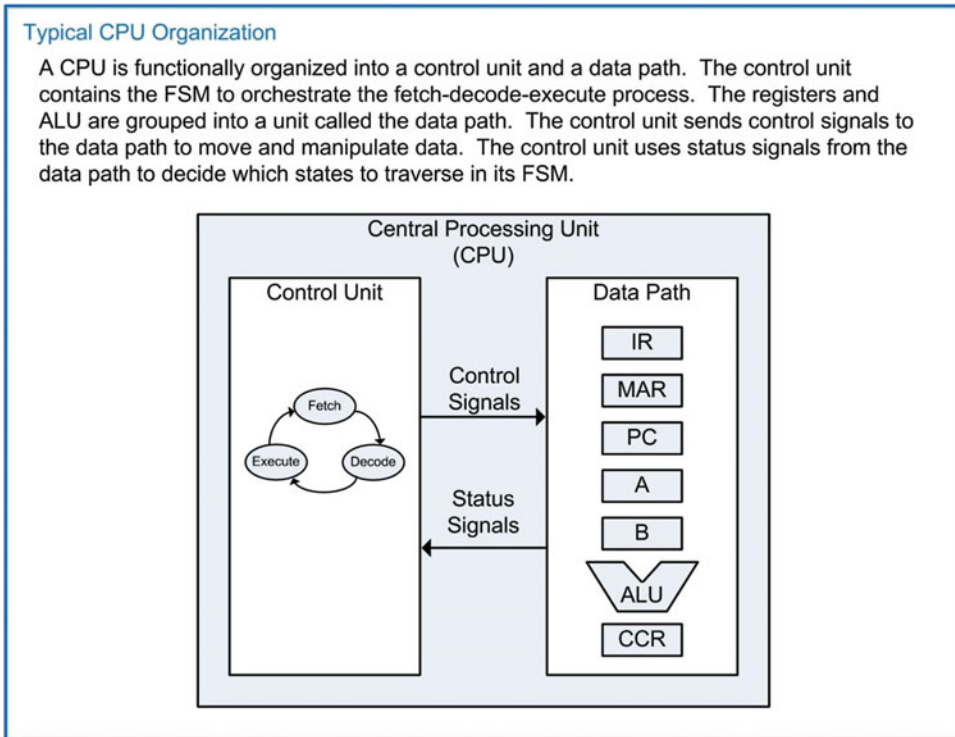 Typical CPU Organization
A CPU is functionally organized into a control unit and a data path.  The control unit
contains the FSM to orchestrate the fetch-decode-execute process.  The registers and
ALU are grouped into a unit called the data path.  The control unit sends control signals to
the data path to move and manipulate data.  The control unit uses status signals from the
data path to decide which states to traverse in its FSM.
Central Processing Unit
(CPU)
Control Unit
Fetch
Execute
Decode
Control
Signals
Status
Signals
Data Path
IR
MAR
PC
A
B
ALU
CCR